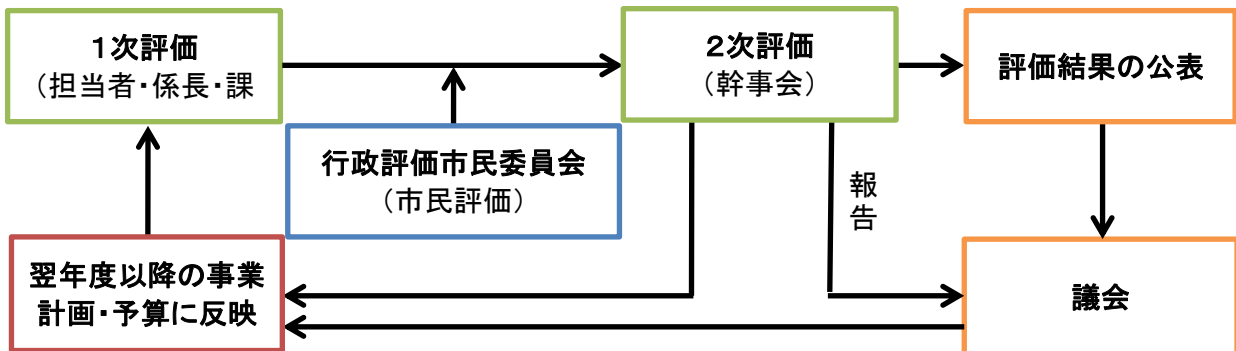 1次評価
(担当者・係長・課
2次評価
(幹事会)
評価結果の公表
行政評価市民委員会
(市民評価)
報告
翌年度以降の事業
計画・予算に反映
議会